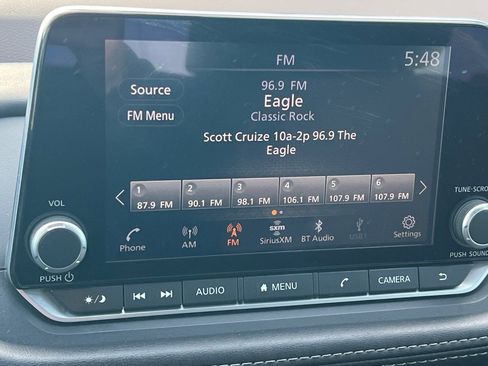 FM
5:48
Source
FM Menu
96.9 FM
Eagle
Classic Rock
Scott Cruize 10a-2p 96.9 The
Eagle
1 2 3 4 5 6
87.9 FM 90.1 FM 98.1 FM 106.1 FM 107.9 FM 107.9 FM
Phone AM FM sxm SiriusXM BT Audio USB1 Settings
VOL
PUSH
TUNE-SCRO
PUSH SOUND
AUDIO MENU CAMERA